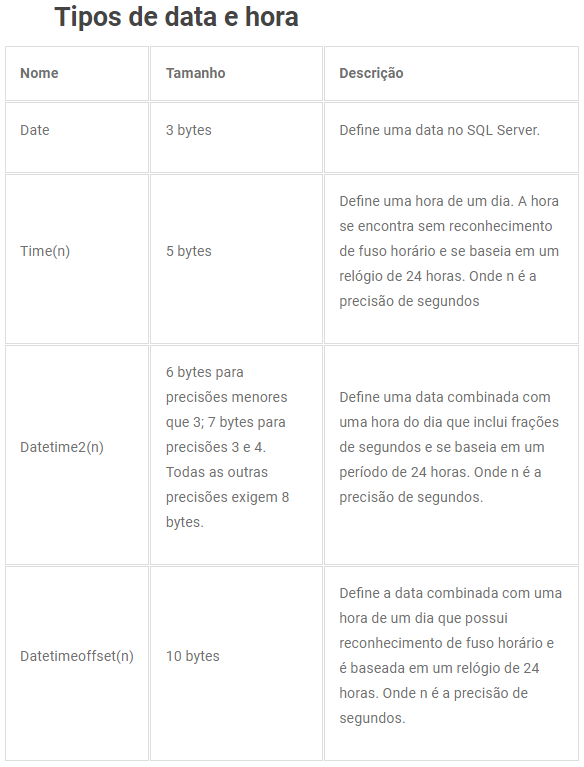 Tipos de data e hora
Nome
Tamanho
Descrição
Date
3 bytes
Define uma data no SQL Server.
Time(n)
5 bytes
Define uma hora de um dia. A hora
se encontra sem reconhecimento
de fuso horário e se baseia em um
relógio de 24 horas. Onde n é a
precisão de segundos
Datetime2(n)
6 bytes para
precisões menores
que 3; 7 bytes para
precisões 3 e 4.
Todas as outras
precisões exigem 8
bytes.
Define uma data combinada com
uma hora do dia que inclui frações
de segundos e se baseia em um
período de 24 horas. Onde n é a
precisão de segundos.
Datetimeoffset(n)
10 bytes
Define a data combinada com uma
hora de um dia que possui
reconhecimento de fuso horário e
é baseada em um relógio de 24
horas. Onde n é a precisão de
segundos.